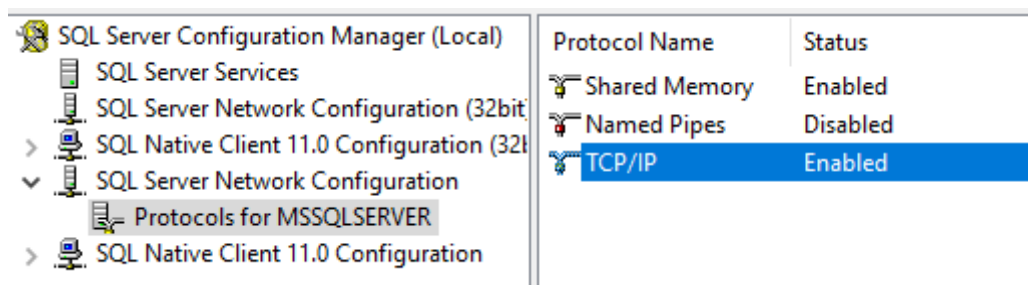 SQL Server Configuration Manager (Local)
SQL Server Services
SQL Server Network Configuration (32bit
SQL Native Client 11.0 Configuration (32b
SQL Server Network Configuration
Protocols for MSSQLSERVER
SQL Native Client 11.0 Configuration
Protocol Name Status
Shared Memory Enabled
Named Pipes Disabled
TCP/IP Enabled